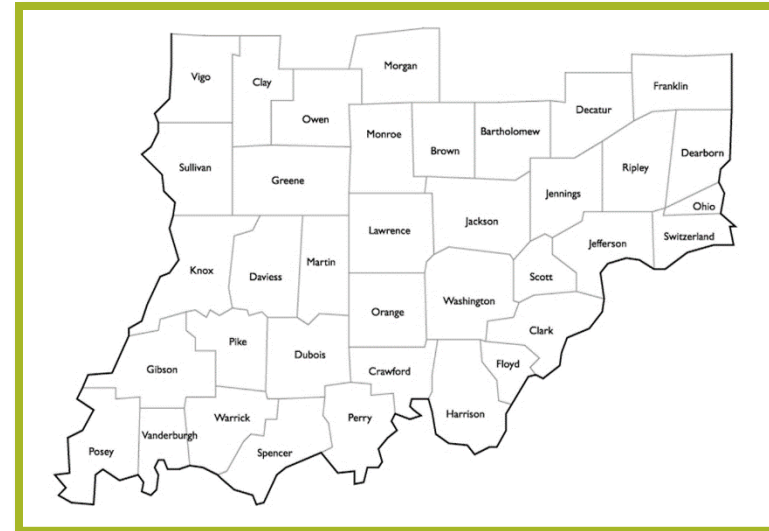 Morgan
Vigo
Clay
Franklin
Decatur
Owen
Monroe
Bartholomew
Brown
Dearborn
Sullivan
Greene
Ripley
Jennings
Ohio
Jackson
Lawrence
Switzerland
Jefferson
Martin
Knox
Daviess
Scott
Washington
Orange
Clark
Pike
Dubois
Gibson
Crawford
Floyd
Harrison
Warrick
Perry
Vanderburgh
Posey
Spencer